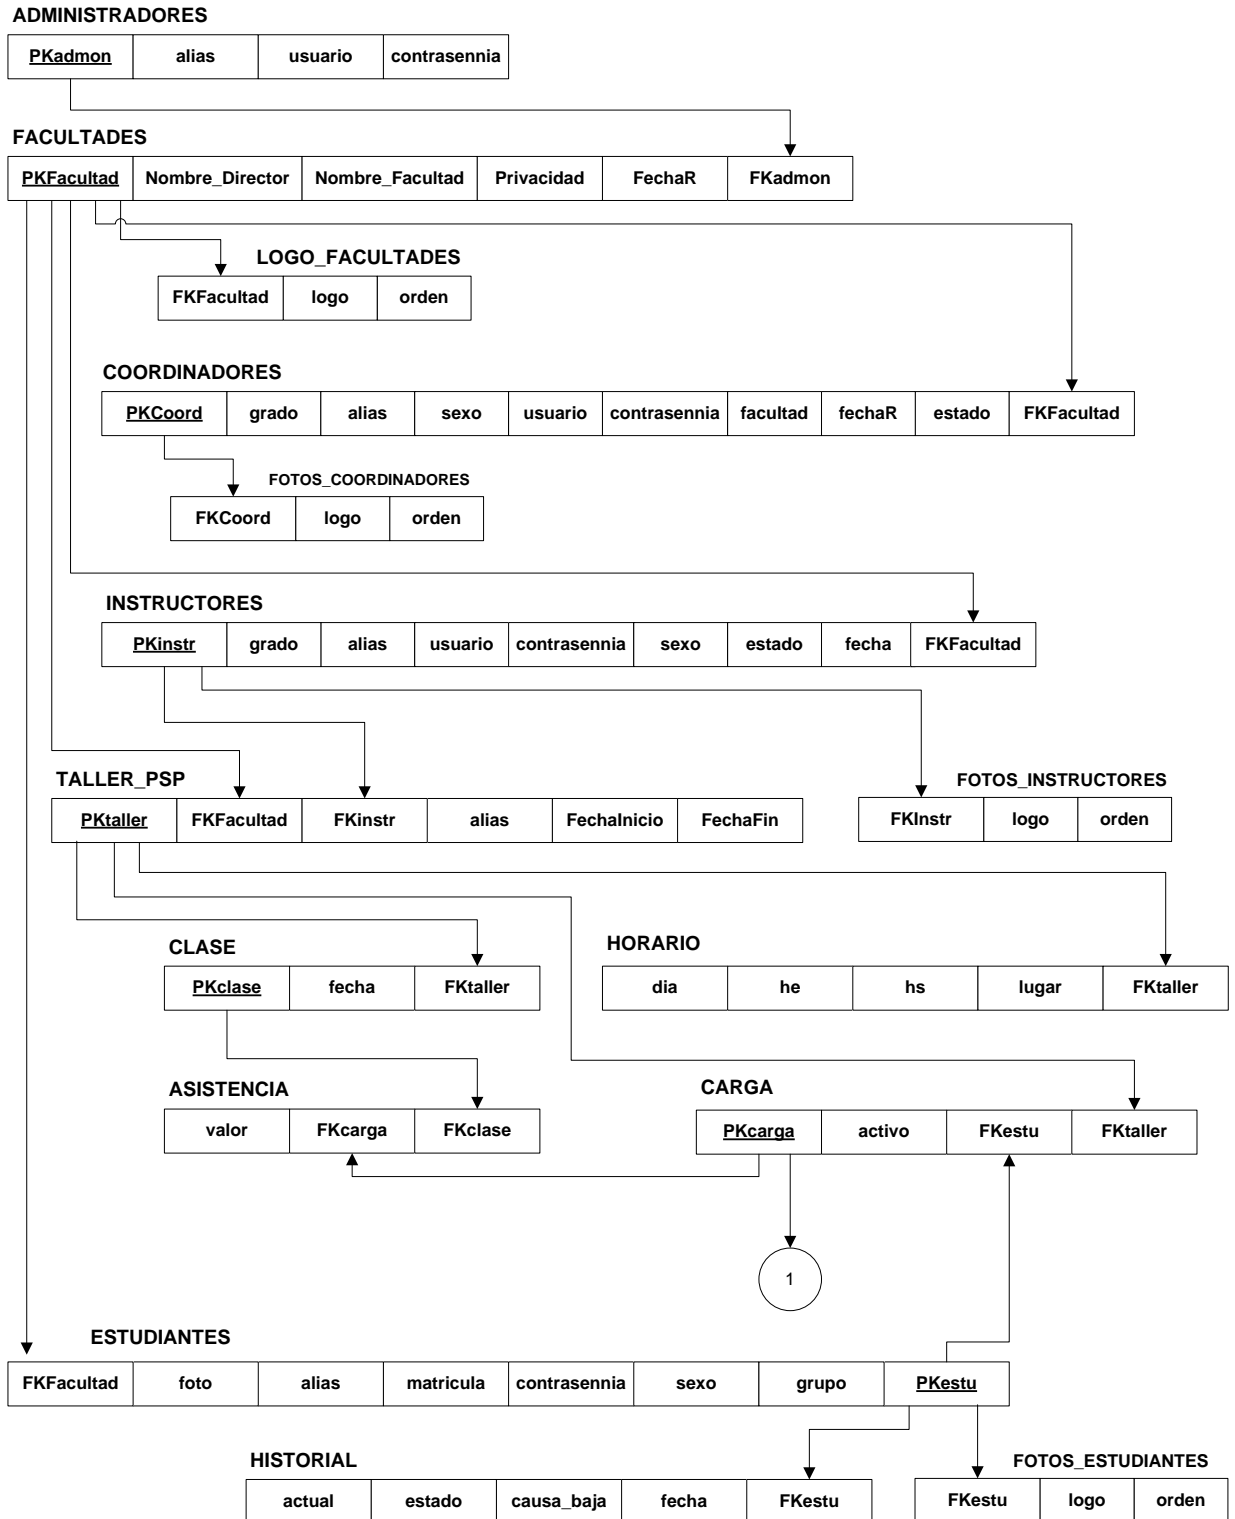 ADMINISTRADORES
PKadmon alias usuario contrasennia
FACULTADES
PKFacultad Nombre_Director Nombre_Facultad Privacidad FechaR FKadmon
LOGO_FACULTADES
FKFacultad logo orden
COORDINADORES
PKCoord grado alias sexo usuario contrasennia facultad fechaR estado FKFacultad
FOTOS_COORDINADORES
FKCoord logo orden
INSTRUCTORES
PKinstr grado alias usuario contrasennia sexo estado fecha FKFacultad
TALLER_PSP
PKtaller FKFacultad FKinstr alias FechaInicio FechaFin
FOTOS_INSTRUCTORES
FKInstr logo orden
CLASE
PKclase fecha FKtaller
HORARIO
dia he hs lugar FKtaller
ASISTENCIA
valor FKcarga FKclase
CARGA
PKcarga activo FKestu FKtaller
1
ESTUDIANTES
FKFacultad foto alias matricula contrasennia sexo grupo PKestu
HISTORIAL
actual estado causa_baja fecha FKestu
FOTOS_ESTUDIANTES
FKestu logo orden